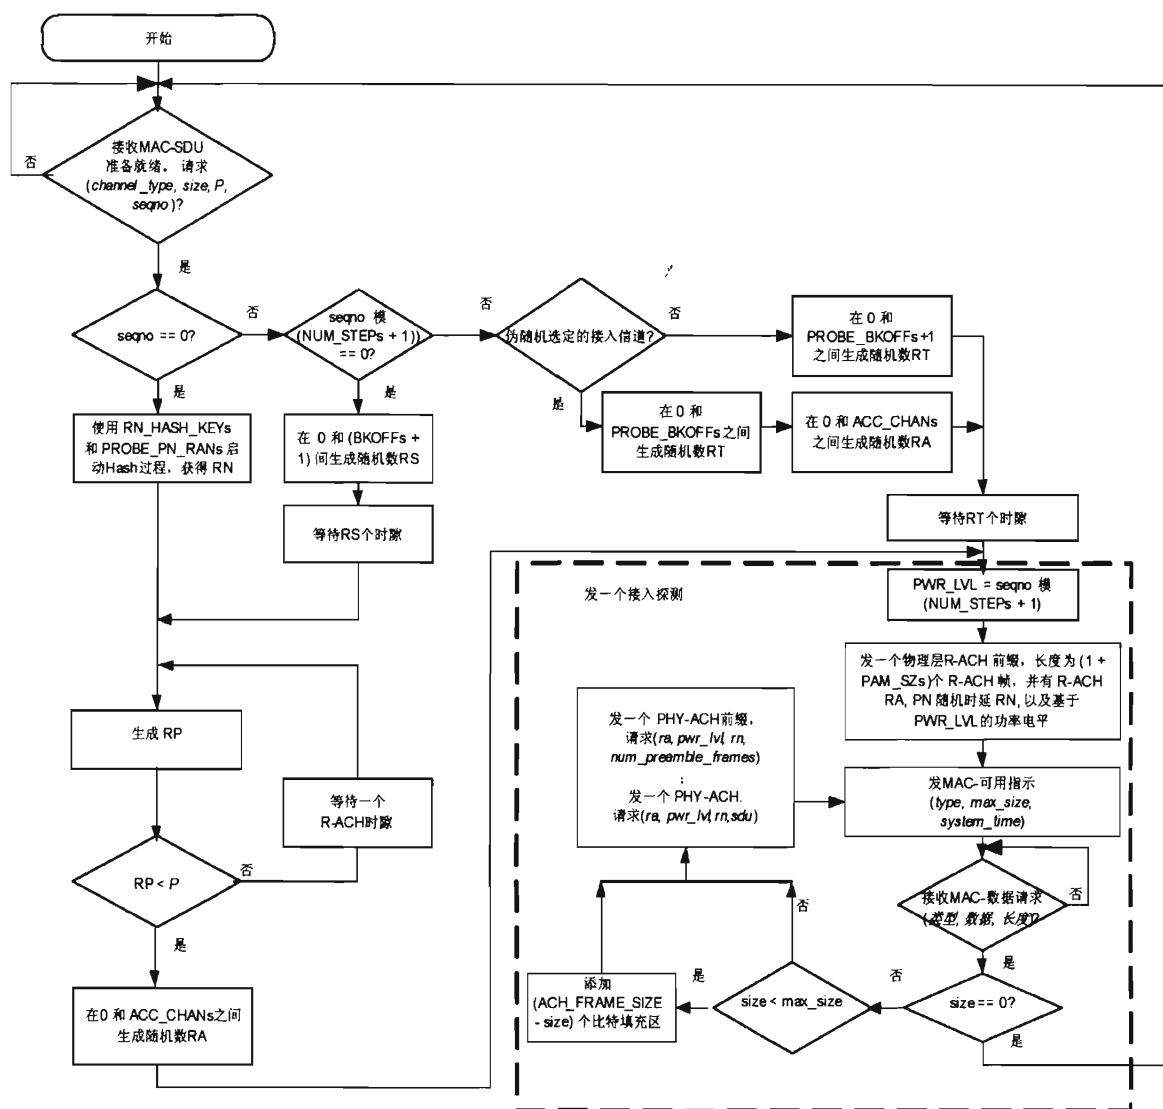 开始
接收MAC-SDU
准备就绪。请求
(channel_type, size, P,
seqno)?
否
是
seqno == 0?
否
seqno 模
(NUM_STEPs + 1))
== 0?
否
伪随机选定的接入信道?
否
在 0 和
PROBE_BKOFFs+1
之间生成随机数RT
是
是
是
使用 RN_HASH_KEYs
和 PROBE_PN_RANs 启
动Hash过程，获得 RN
在 0 和 (BKOFFs +
1) 间生成随机数RS
在 0 和
PROBE_BKOFFs之间
生成随机数RT
在 0 和 ACC_CHANs
之间生成随机数RA
等待RS个时隙
等待RT个时隙
发一个接入探测
PWR_LVL = seqno 模
(NUM_STEPs + 1)
发一个物理层R-ACH 前缀，长度为 (1 +
PAM_SZs)个 R-ACH 帧，并有 R-ACH
RA, PN 随机时延 RN, 以及基于
PWR_LVL的功率电平
生成 RP
发一个 PHY-ACH前缀，
请求(ra, pwr_lvl, rn,
num_preamble_frames)
;
发一个 PHY-ACH.
请求(ra, pwr_lvl, rn,sdu)
发MAC-可用指示
(type, max_size,
system_time)
等待一个
R-ACH时隙
RP < P
否
是
接收MAC-数据请求
(类型, 数据, 长度)?
否
否
是
在0 和 ACC_CHANs之间
生成随机数RA
添加
(ACH_FRAME_SIZE
- size) 个比特填充区
是
size < max_size
否
size == 0?
是